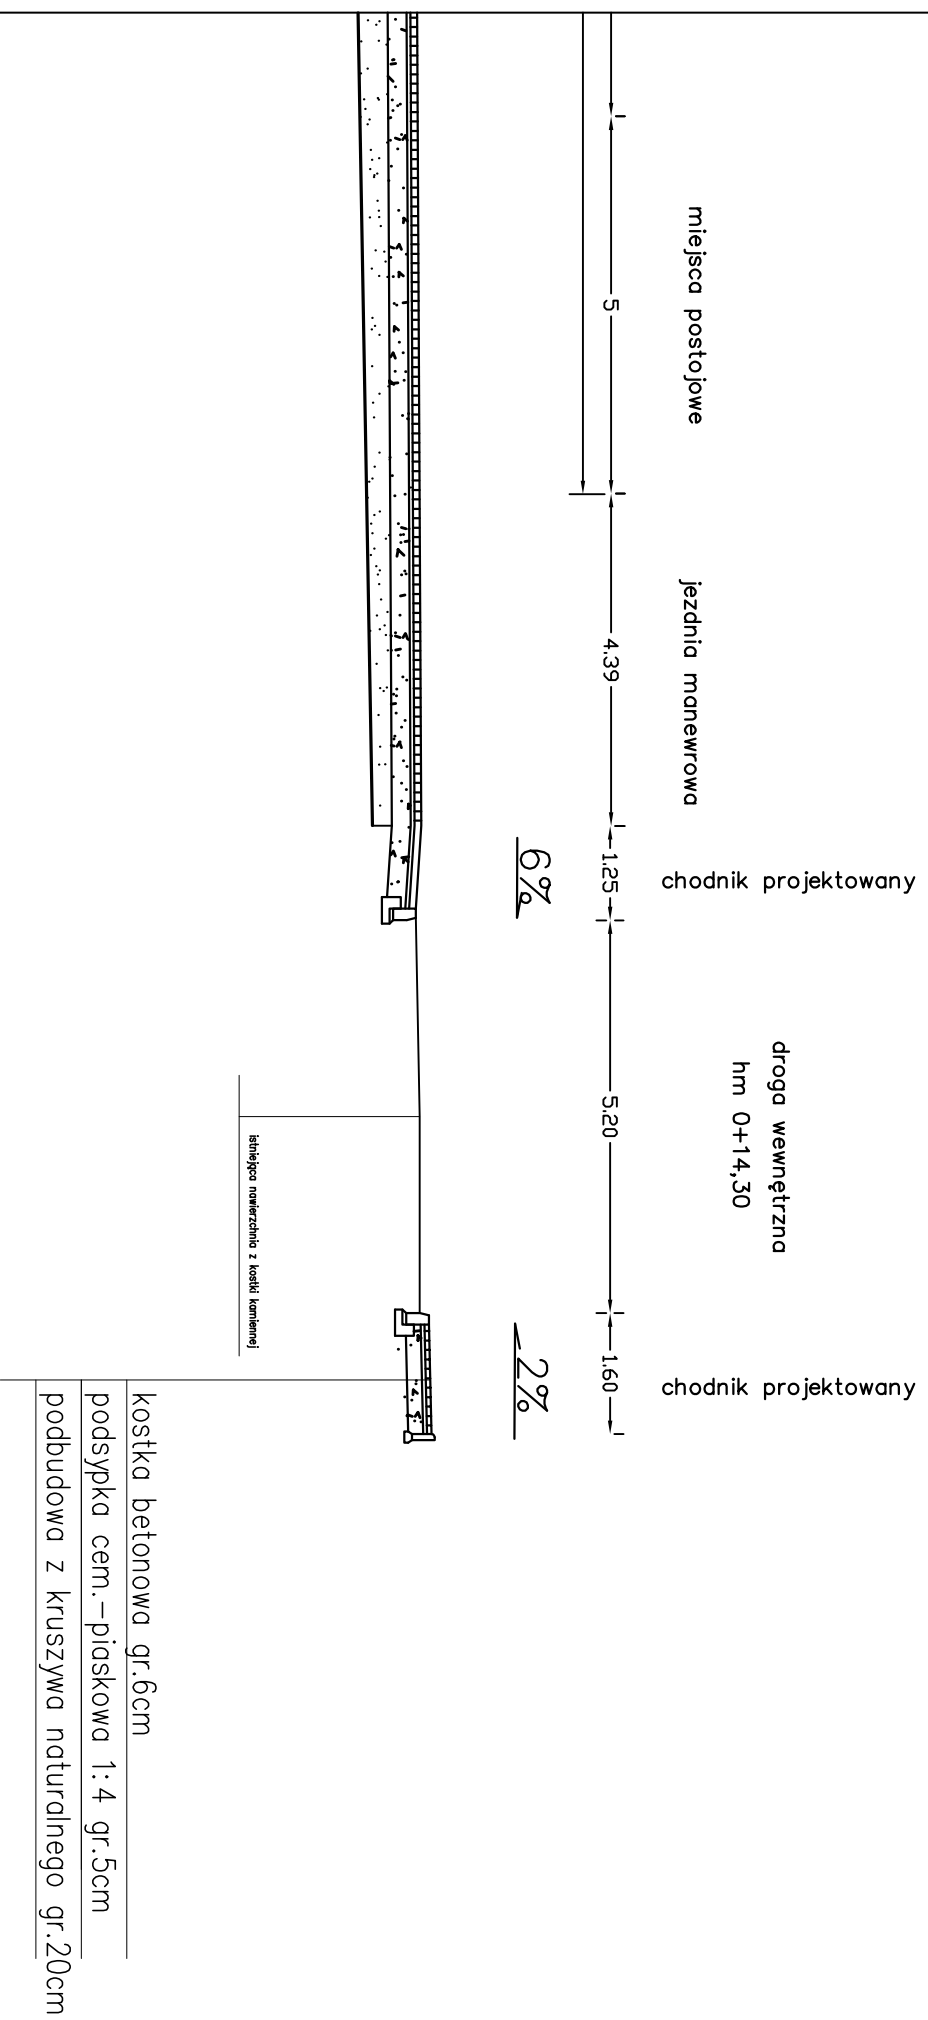 miejsca postojowe
jezdnia manewrowa
chodnik projektowany
droga wewnętrzna
hm 0+14,30
chodnik projektowany
5
4.39
1.25
5.20
1.60
6%
2%
istniejąca nawierzchnia z kostki kamiennej
kostka betonowa gr.6cm
podsypka cem.-piaskowa 1:4 gr.5cm
podbudowa z kruszywa naturalnego gr.20cm